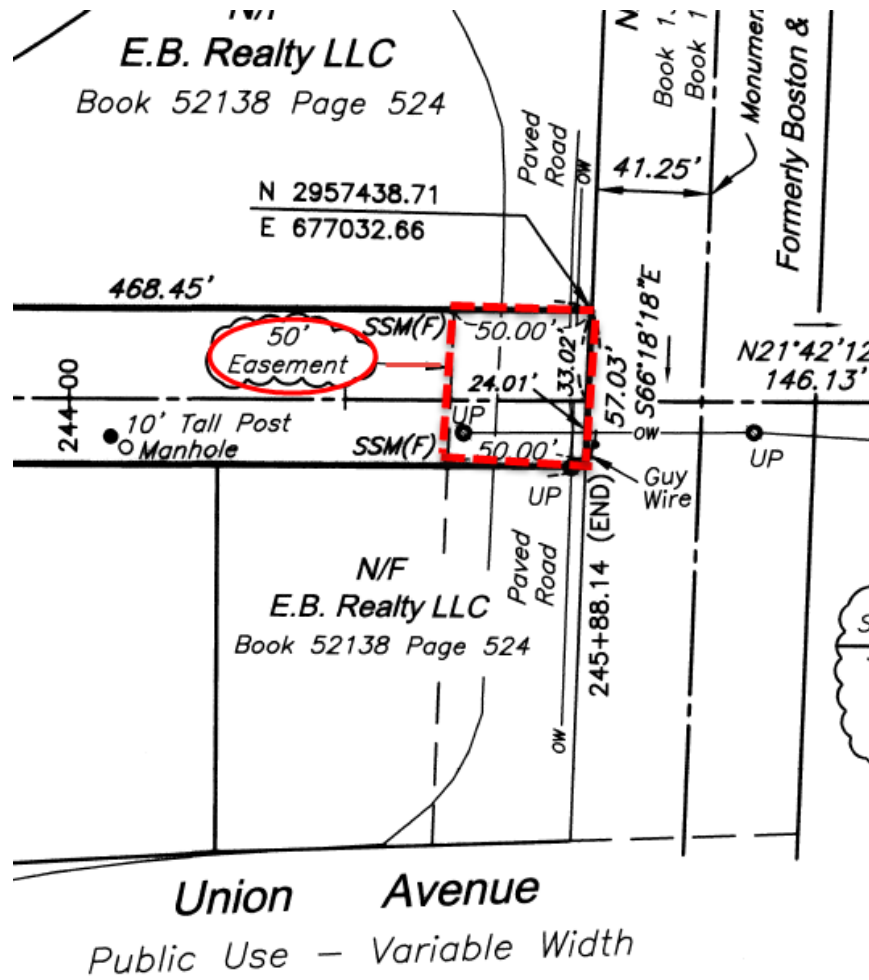 N/F
E.B. Realty LLC
Book 52138 Page 524
N 2957438.71
E 677032.66
Paved
Road
OW
Book
Book 1
Monumen
Formerly Boston &
41.25'
468.45'
50'
Easement
SSM(F)
50.00'
33.02
24.01'
57.03'
S66°18'18"E
N21°42'12
146.13'
244+00
10' Tall Post
Manhole
SSM(F)
UP
50.00'
OW
UP
UP
Guy
Wire
245+88.14 (END)
Paved
Road
OW
N/F
E.B. Realty LLC
Book 52138 Page 524
Union Avenue
Public Use – Variable Width